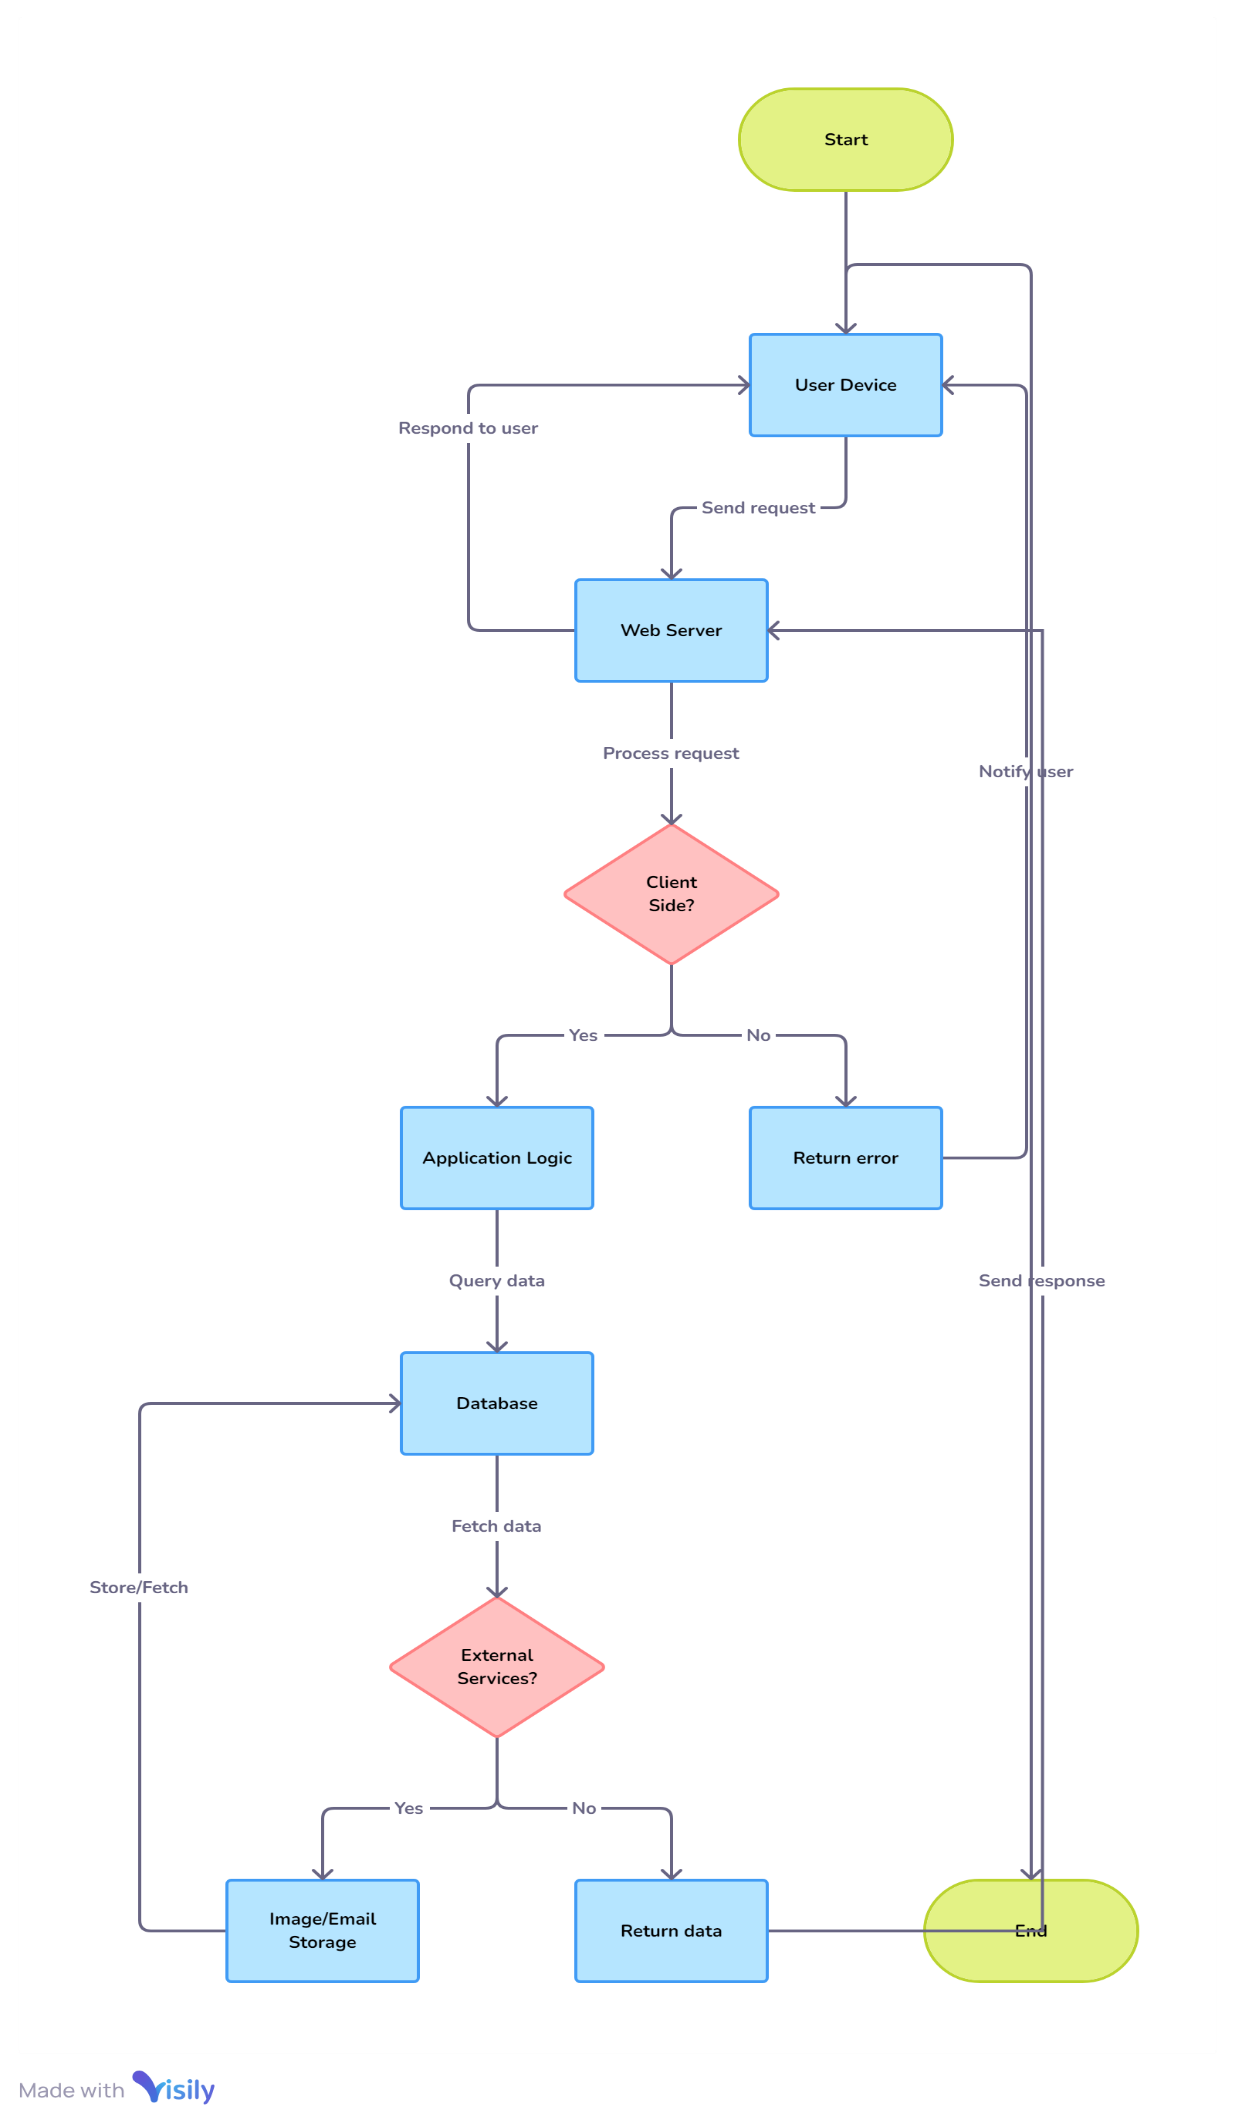 Start
User Device
Respond to user
Send request
Web Server
Process request
Notify user
Client
Side?
Yes
No
Application Logic
Return error
Query data
Send response
Database
Fetch data
Store/Fetch
External
Services?
Yes
No
Image/Email
Storage
Return data
End
Made with Visily